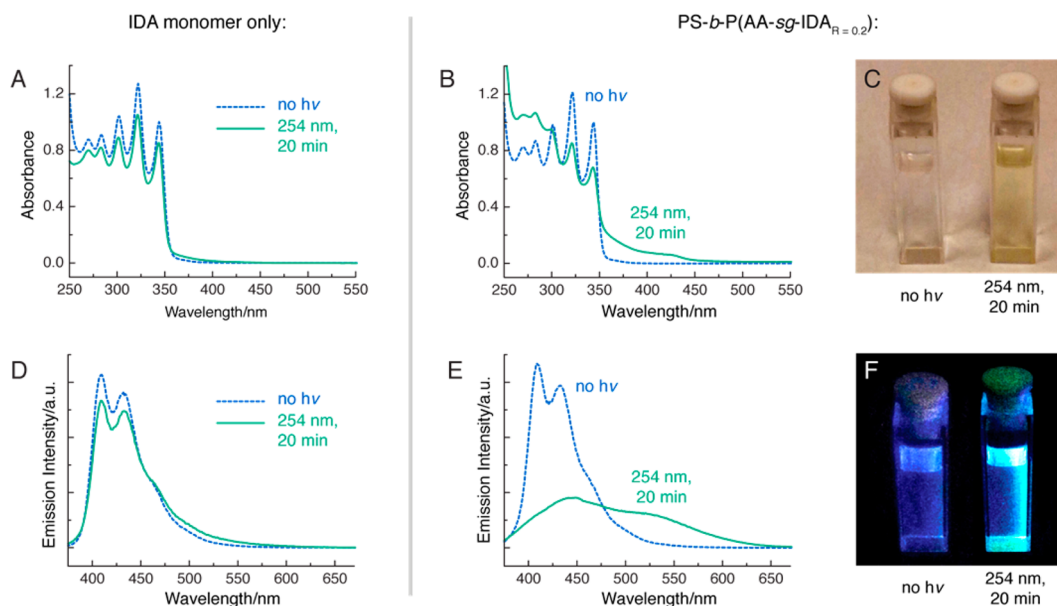 IDA monomer only:
PS-b-P(AA-sg-IDA R = 0.2):
A
no hν
254 nm,
20 min
1.2
0.8
0.4
0.0
Absorbance
250 300 350 400 450 500 550
Wavelength/nm
B
no hν
254 nm,
20 min
1.2
0.8
0.4
0.0
Absorbance
250 300 350 400 450 500 550
Wavelength/nm
C
no hν
254 nm,
20 min
D
no hν
254 nm,
20 min
Emission Intensity/a.u.
400 450 500 550 600 650
Wavelength/nm
E
no hν
254 nm,
20 min
Emission Intensity/a.u.
400 450 500 550 600 650
Wavelength/nm
F
no hν
254 nm,
20 min